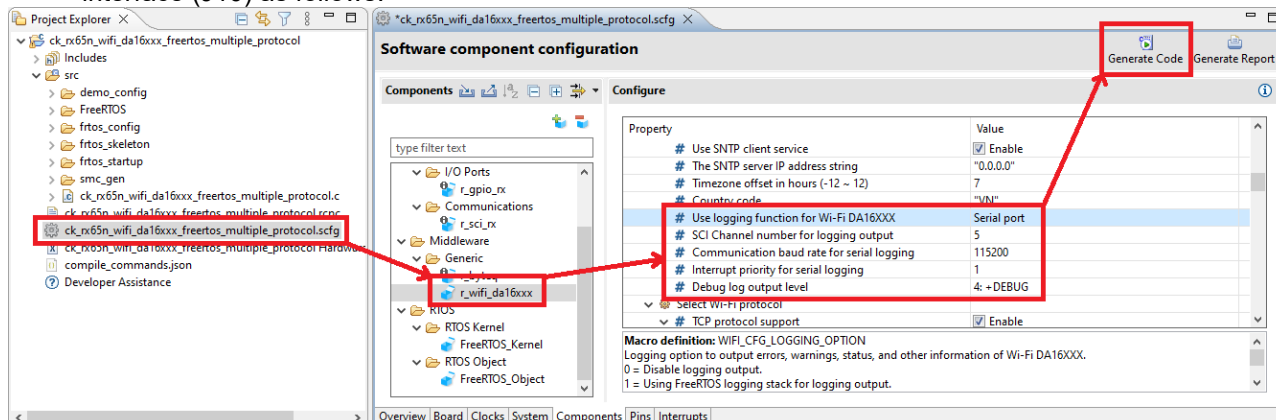 Project Explorer
ck_rx65n_wifi_da16xxx_freertos_multiple_protocol
Includes
src
demo_config
FreeRTOS
frtos_config
frtos_skeleton
frtos_startup
smc_gen
ck_rx65n_wifi_da16xxx_freertos_multiple_protocol.c
ck_rx65n_wifi_da16xxx_freertos_multiple_protocol.rcpc
ck_rx65n_wifi_da16xxx_freertos_multiple_protocol.scfg
ck_rx65n_wifi_da16xxx_freertos_multiple_protocol Hardware
compile_commands.json
Developer Assistance
*ck_rx65n_wifi_da16xxx_freertos_multiple_protocol.scfg
Software component configuration
Generate Code Generate Report
Components
type filter text
I/O Ports
r_gpio_rx
Communications
r_sci_rx
Middleware
Generic
r_byteq
r_wifi_da16xxx
RTOS
RTOS Kernel
FreeRTOS_Kernel
RTOS Object
FreeRTOS_Object
Configure
Property Value
# Use SNTP client service Enable
# The SNTP server IP address string "0.0.0.0"
# Timezone offset in hours (-12 ~ 12) 7
# Country code "VN"
# Use logging function for Wi-Fi DA16XXX Serial port
# SCI Channel number for logging output 5
# Communication baud rate for serial logging 115200
# Interrupt priority for serial logging 1
# Debug log output level 4: +DEBUG
Select Wi-Fi protocol
# TCP protocol support Enable
Macro definition: WIFI_CFG_LOGGING_OPTION
Logging option to output errors, warnings, status, and other information of Wi-Fi DA16XXX.
0 = Disable logging output.
1 = Using FreeRTOS logging stack for logging output.
Overview Board Clocks System Components Pins Interrupts